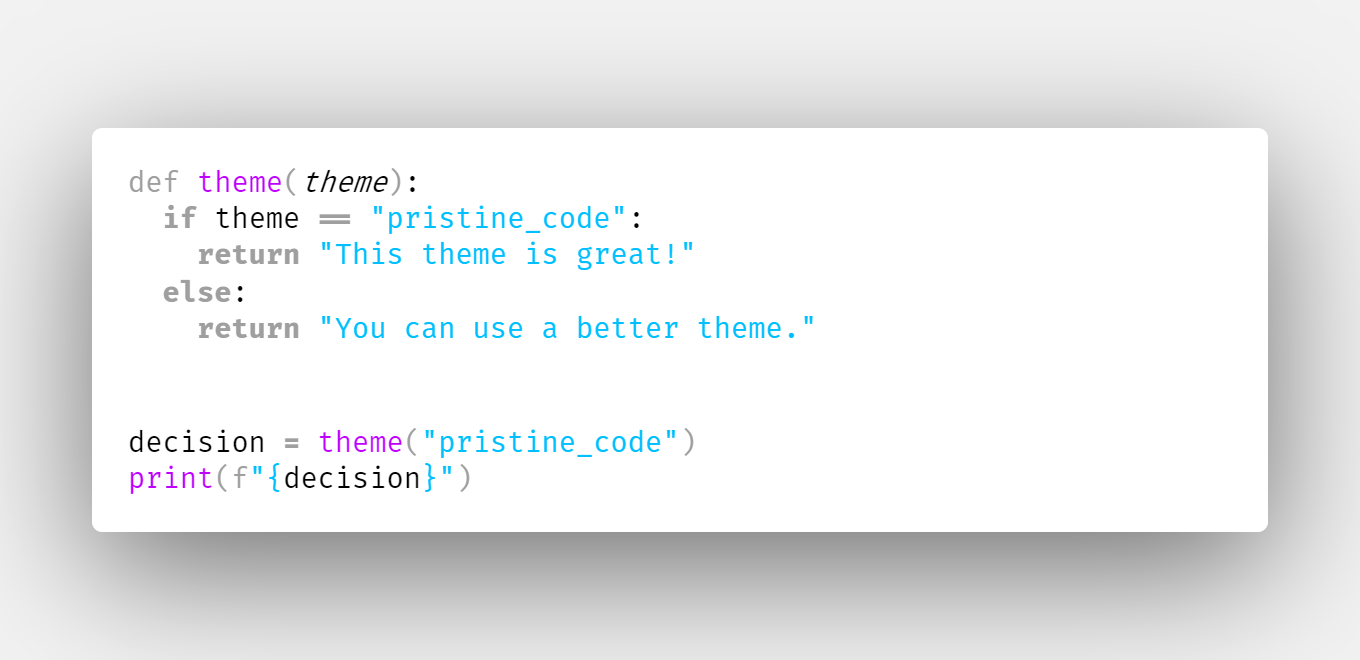 def theme(theme):
  if theme == "pristine_code":
    return "This theme is great!"
  else:
    return "You can use a better theme."
decision = theme("pristine_code")
print(f"{decision}")